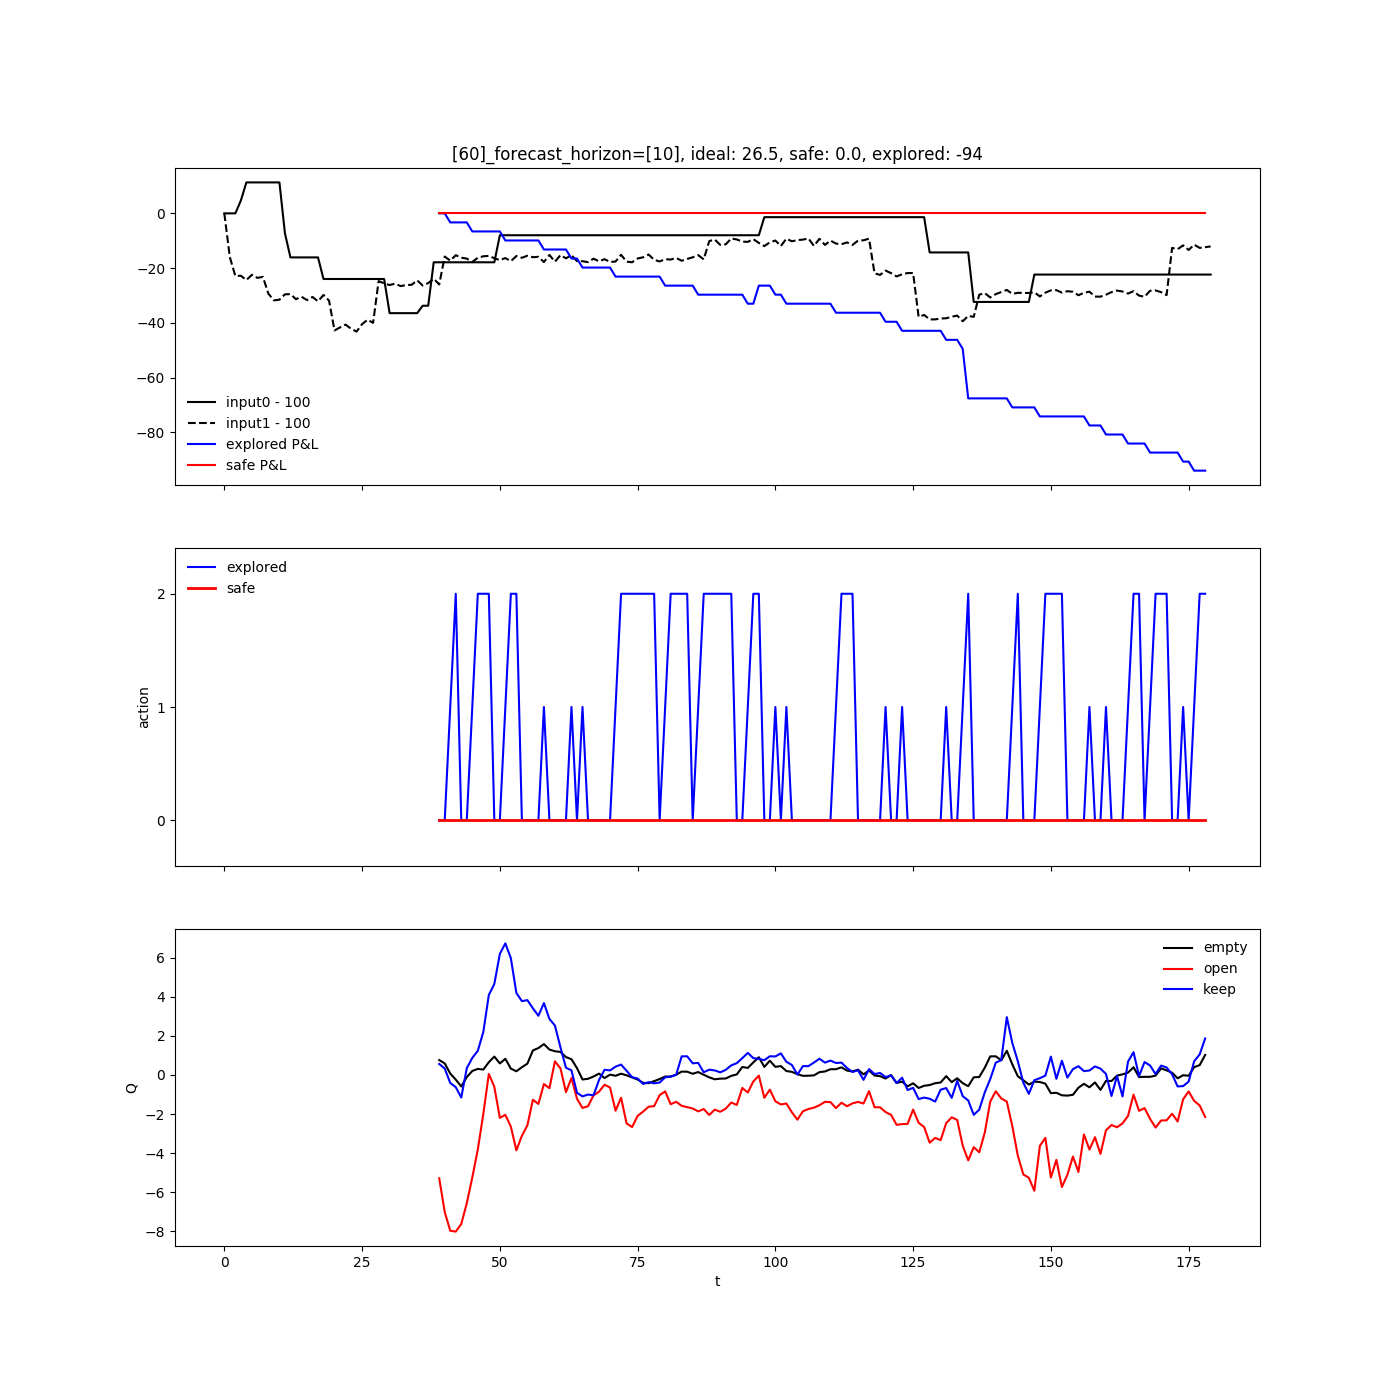 [60]_forecast_horizon=[10], ideal: 26.5, safe: 0.0, explored: -94
0
−20
−40
−60
−80
input0 - 100
input1 - 100
explored P&L
safe P&L
explored
safe
2
1
0
action
empty
open
keep
6
4
2
0
−2
−4
−6
−8
Q
0 25 50 75 100 125 150 175
t